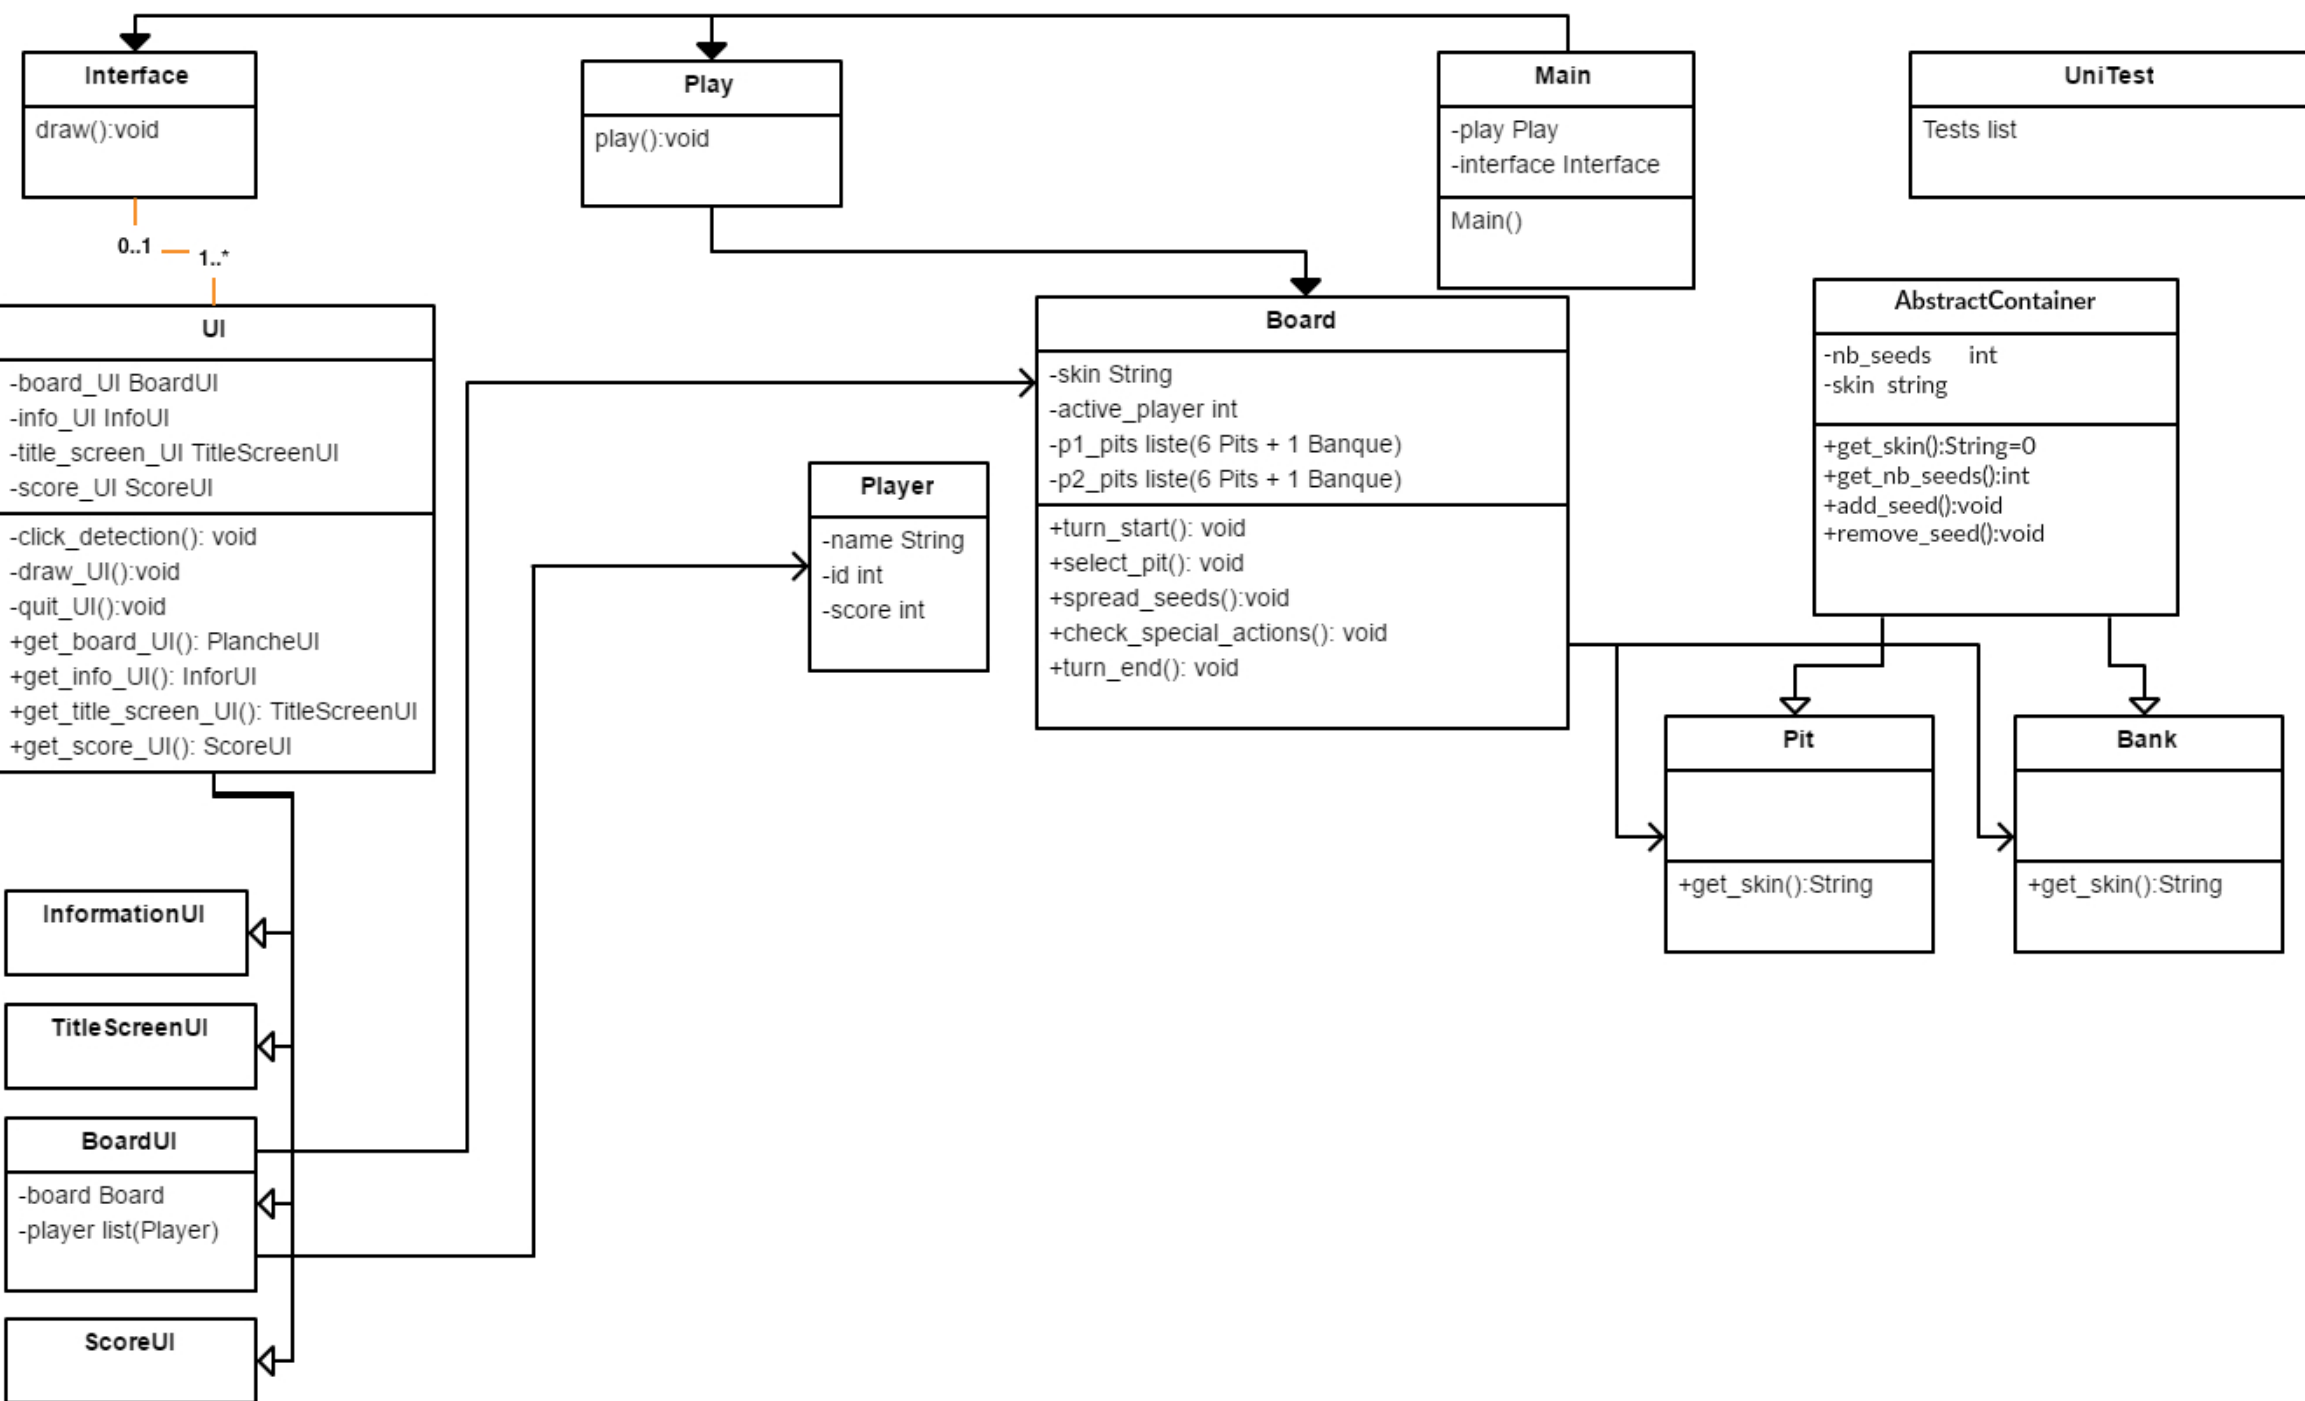 Interface
draw():void
Play
play():void
Main
-play Play
-interface Interface
Main()
UniTest
Tests list
0..1
1..*
UI
-board_UI BoardUI
-info_UI InfoUI
-title_screen_UI TitleScreenUI
-score_UI ScoreUI
-click_detection(): void
-draw_UI():void
-quit_UI():void
+get_board_UI(): PlancheUI
+get_info_UI(): InforUI
+get_title_screen_UI(): TitleScreenUI
+get_score_UI(): ScoreUI
Player
-name String
-id int
-score int
Board
-skin String
-active_player int
-p1_pits liste(6 Pits + 1 Banque)
-p2_pits liste(6 Pits + 1 Banque)
+turn_start(): void
+select_pit(): void
+spread_seeds():void
+check_special_actions(): void
+turn_end(): void
AbstractContainer
-nb_seeds int
-skin string
+get_skin():String=0
+get_nb_seeds():int
+add_seed():void
+remove_seed():void
Pit
+get_skin():String
Bank
+get_skin():String
InformationUI
TitleScreenUI
BoardUI
-board Board
-player list(Player)
ScoreUI